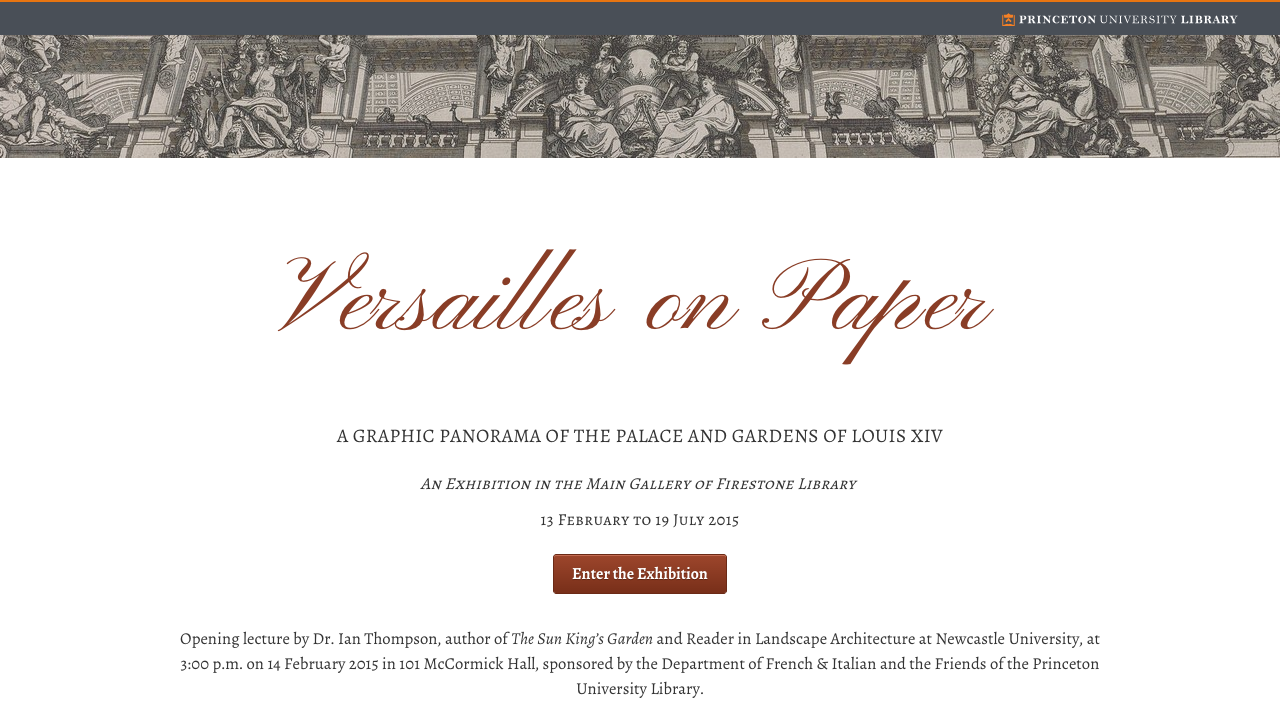 PRINCETON UNIVERSITY LIBRARY
Versailles on Paper
A GRAPHIC PANORAMA OF THE PALACE AND GARDENS OF LOUIS XIV
An Exhibition in the Main Gallery of Firestone Library
13 February to 19 July 2015
Enter the Exhibition
Opening lecture by Dr. Ian Thompson, author of The Sun King's Garden and Reader in Landscape Architecture at Newcastle University, at
3:00 p.m. on 14 February 2015 in 101 McCormick Hall, sponsored by the Department of French & Italian and the Friends of the Princeton
University Library.